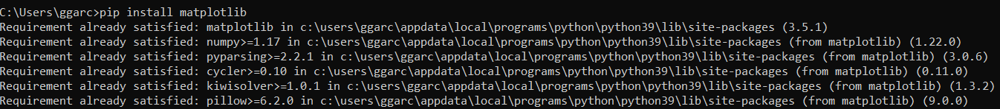 C:\Users\ggarc>pip install matplotlib
Requirement already satisfied: matplotlib in c:\users\ggarc\appdata\local\programs\python\python39\lib\site-packages (3.5.1)
Requirement already satisfied: numpy>=1.17 in c:\users\ggarc\appdata\local\programs\python\python39\lib\site-packages (from matplotlib) (1.22.0)
Requirement already satisfied: pyparsing>=2.2.1 in c:\users\ggarc\appdata\local\programs\python\python39\lib\site-packages (from matplotlib) (3.0.6)
Requirement already satisfied: cycler>=0.10 in c:\users\ggarc\appdata\local\programs\python\python39\lib\site-packages (from matplotlib) (0.11.0)
Requirement already satisfied: kiwisolver>=1.0.1 in c:\users\ggarc\appdata\local\programs\python\python39\lib\site-packages (from matplotlib) (1.3.2)
Requirement already satisfied: pillow>=6.2.0 in c:\users\ggarc\appdata\local\programs\python\python39\lib\site-packages (from matplotlib) (9.0.0)